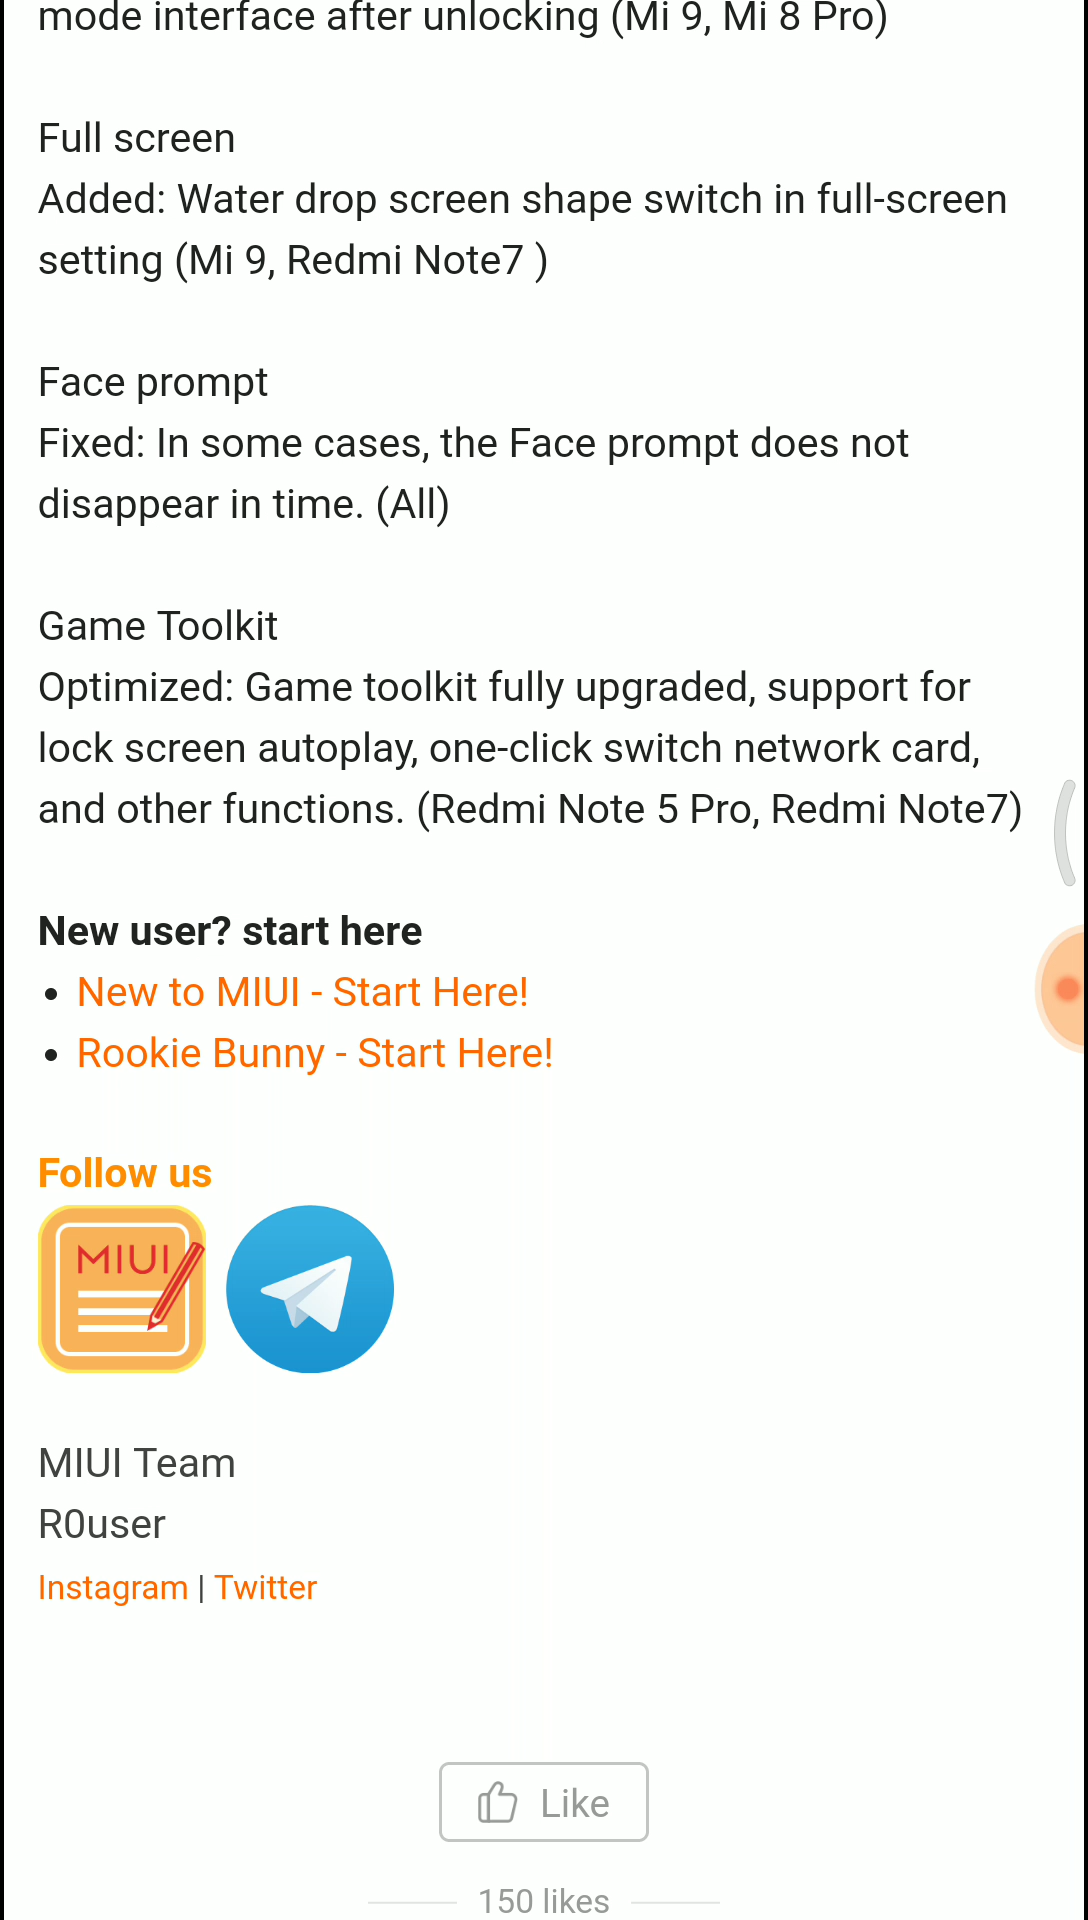 mode interface after unlocking (Mi 9, Mi 8 Pro)
Full screen
Added: Water drop screen shape switch in full-screen
setting (Mi 9, Redmi Note7 )
Face prompt
Fixed: In some cases, the Face prompt does not
disappear in time. (All)
Game Toolkit
Optimized: Game toolkit fully upgraded, support for
lock screen autoplay, one-click switch network card,
and other functions. (Redmi Note 5 Pro, Redmi Note7)
New user? start here
• New to MIUI - Start Here!
• Rookie Bunny - Start Here!
Follow us
MIUI
MIUI Team
R0user
Instagram | Twitter
Like
150 likes